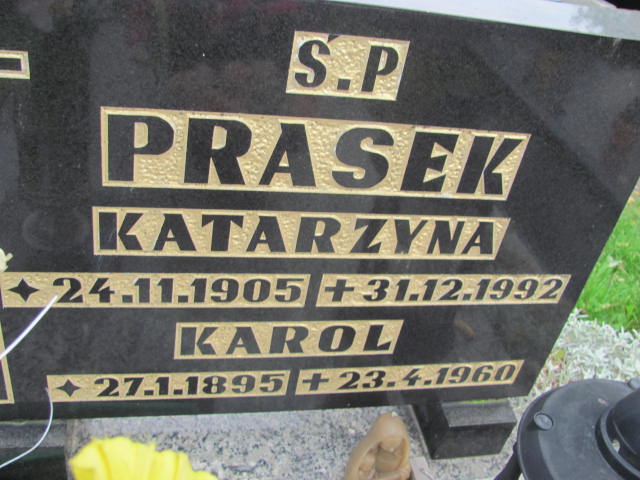 Ś.P
PRASEK
KATARZYNA
✦24.11.1905 +31.12.1992
KAROL
✦27.1.1895 +23.4.1960